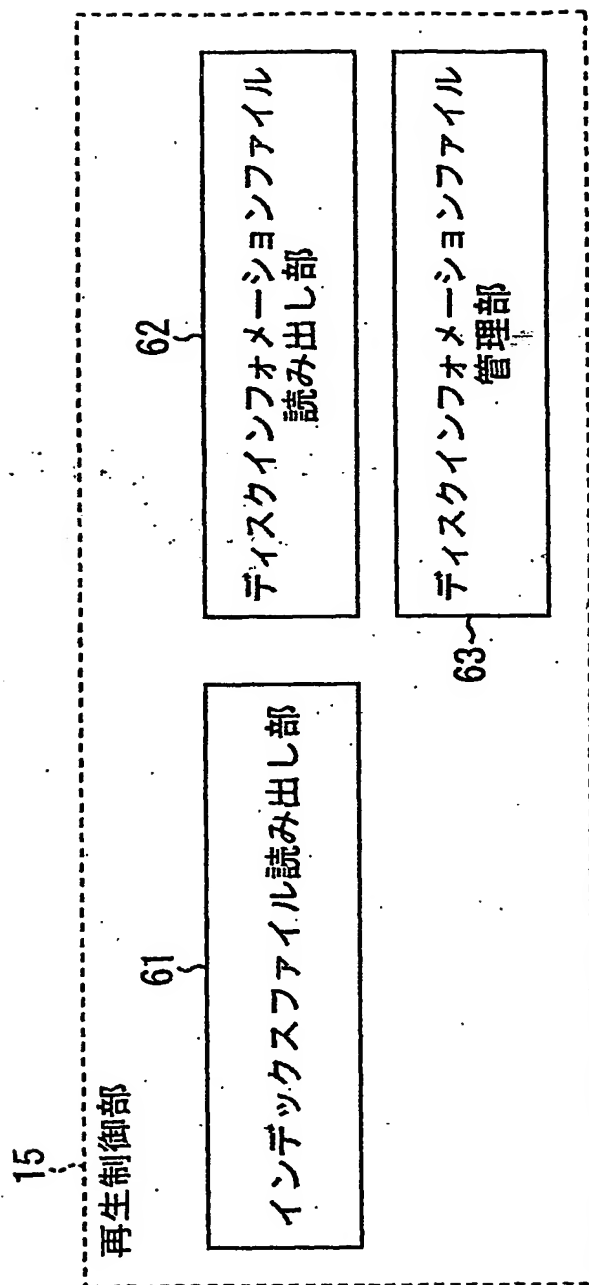 15
再生制御部
61
インデックスファイル読み出し部
62
ディスクインフォメーションファイル
読み出し部
63
ディスクインフォメーションファイル
管理部